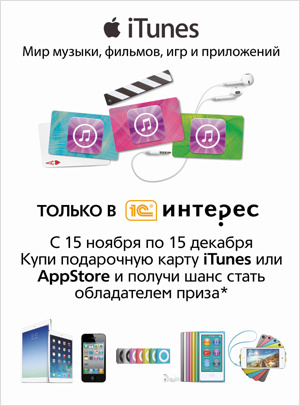 iTunes
Мир музыки, фильмов, игр и приложений
ТОЛЬКО В 1С интерес
С 15 ноября по 15 декабря
Купи подарочную карту iTunes или
AppStore и получи шанс стать
обладателем приза*